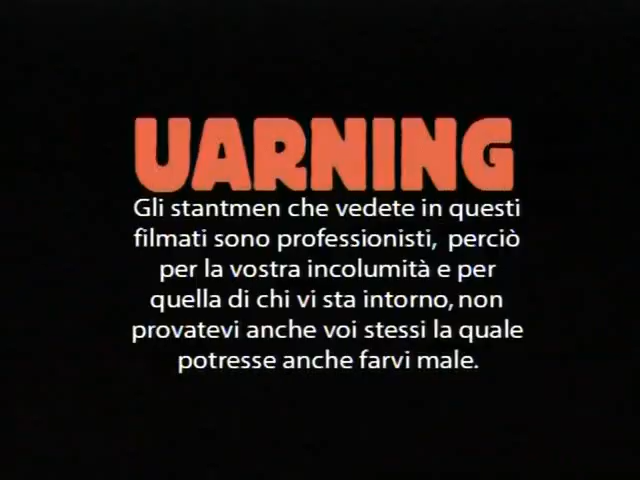 UARNING
Gli stantmen che vedete in questi
filmati sono professionisti, perciò
per la vostra incolumità e per
quella di chi vi sta intorno, non
provatevi anche voi stessi la quale
potresse anche farvi male.